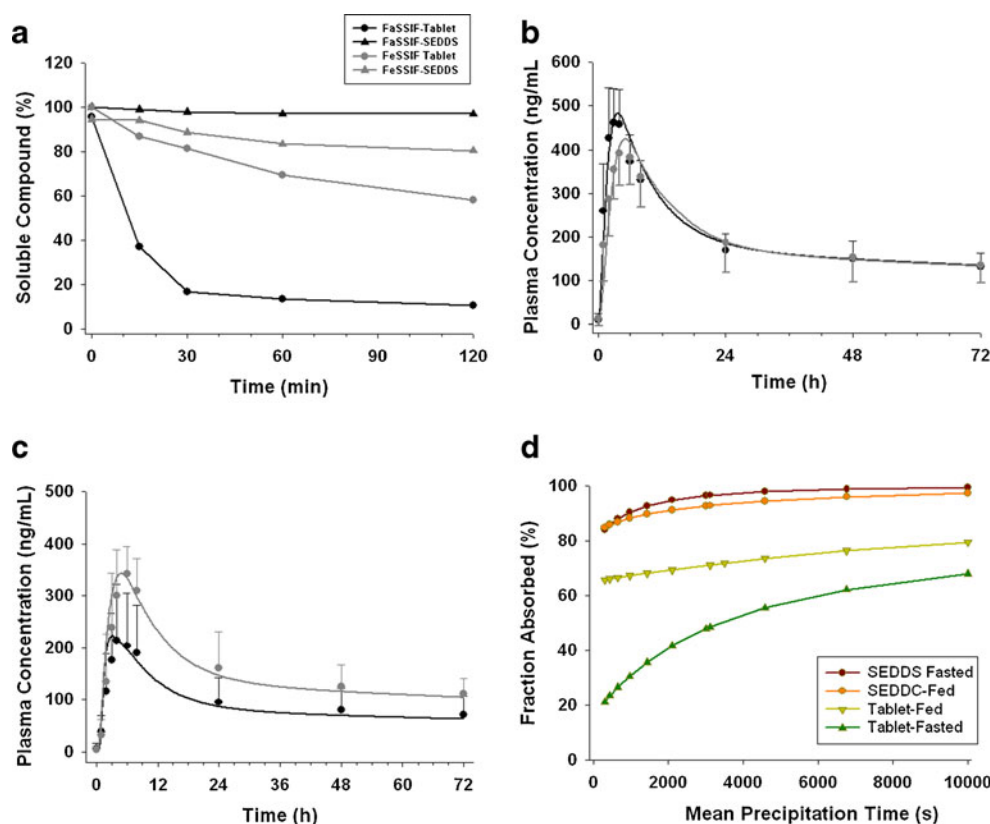 a
FaSSIF-Tablet
FaSSIF-SEDDS
FeSSIF Tablet
FeSSIF-SEDDS
Soluble Compound (%)
120
100
80
60
40
20
0
0 30 60 90 120
Time (min)
b
Plasma Concentration (ng/mL)
600
500
400
300
200
100
0
0 24 48 72
Time (h)
c
Plasma Concentration (ng/mL)
500
400
300
200
100
0
0 12 24 36 48 60 72
Time (h)
d
Fraction Absorbed (%)
100
80
60
40
20
0
SEDDS Fasted
SEDDC-Fed
Tablet-Fed
Tablet-Fasted
0 2000 4000 6000 8000 10000
Mean Precipitation Time (s)